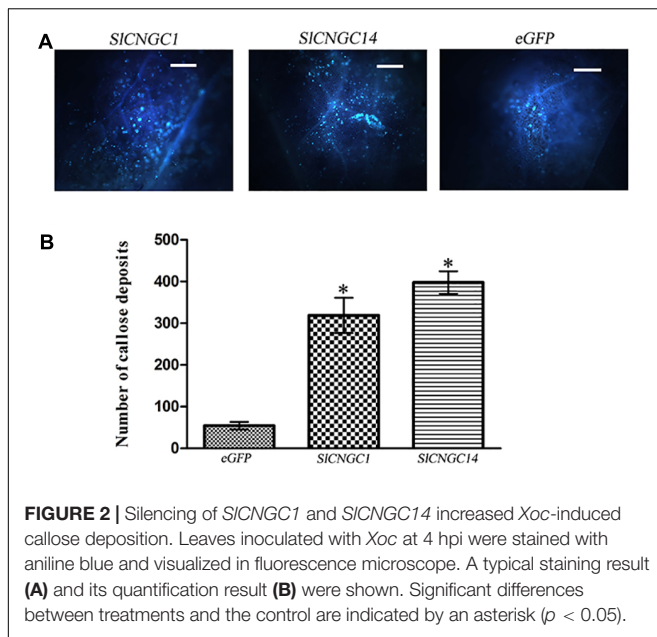 A
SlCNGC1 SlCNGC14 eGFP
B
Number of callose deposits
500
400
300
200
100
0
* *
eGFP SlCNGC1 SlCNGC14
FIGURE 2 | Silencing of SlCNGC1 and SlCNGC14 increased Xoc-induced
callose deposition. Leaves inoculated with Xoc at 4 hpi were stained with
aniline blue and visualized in fluorescence microscope. A typical staining result
(A) and its quantification result (B) were shown. Significant differences
between treatments and the control are indicated by an asterisk (p < 0.05).